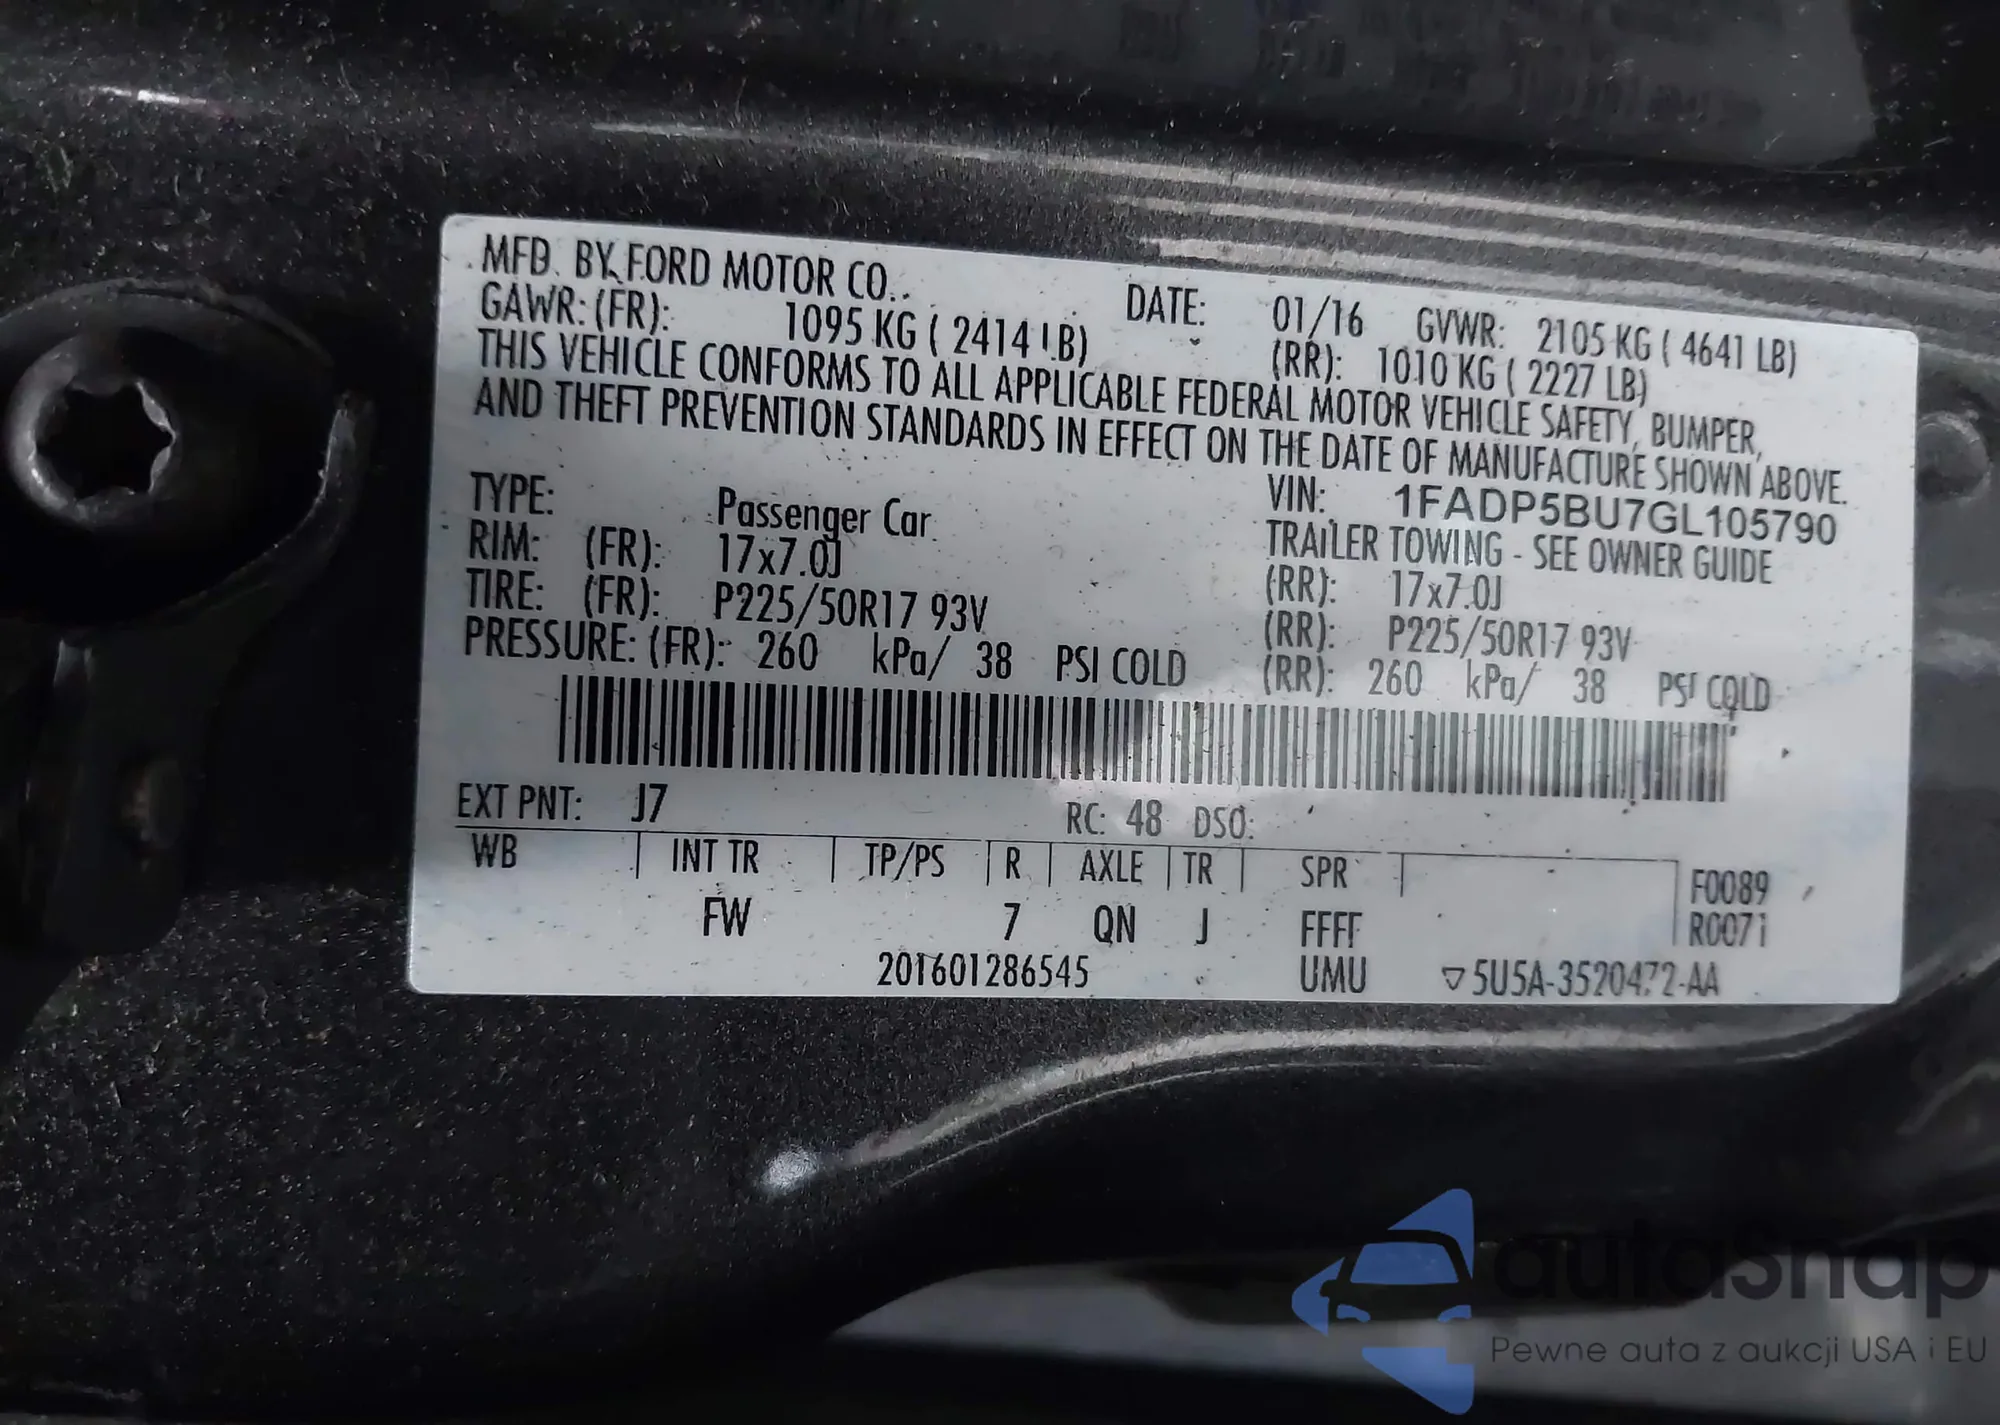 MFD. BY FORD MOTOR CO.
DATE: 01/16 GVWR: 2105 KG ( 4641 LB)
GAWR: (FR): 1095 KG ( 2414 LB) (RR): 1010 KG ( 2227 LB)
THIS VEHICLE CONFORMS TO ALL APPLICABLE FEDERAL MOTOR VEHICLE SAFETY, BUMPER,
AND THEFT PREVENTION STANDARDS IN EFFECT ON THE DATE OF MANUFACTURE SHOWN ABOVE.
VIN: 1FADP5BU7GL105790
TYPE: Passenger Car TRAILER TOWING - SEE OWNER GUIDE
RIM: (FR): 17x7.0J (RR): 17x7.0J
TIRE: (FR): P225/50R17 93V (RR): P225/50R17 93V
PRESSURE: (FR): 260 kPa/ 38 PSI COLD (RR): 260 kPa/ 38 PSI COLD
EXT PNT: J7 RC: 48 DSO:
WB INT TR TP/PS R AXLE TR SPR F0089
FW 7 QN J FFFF R0071
201601286545 UMU 5U5A-3520472-AA
autoSnap
Pewne auta z aukcji USA i EU